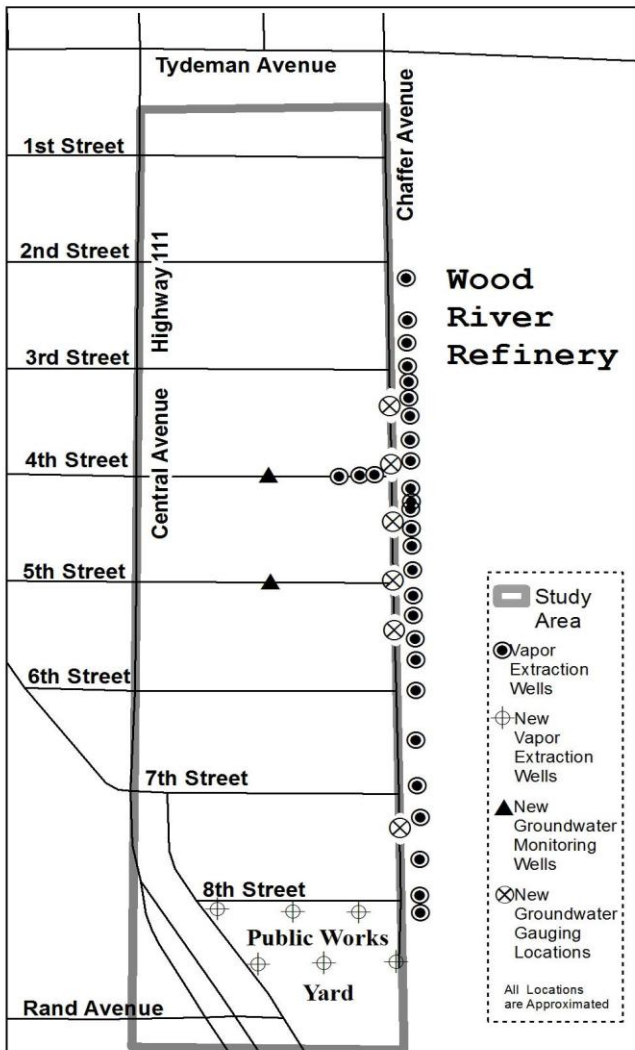 Tydeman Avenue
Chaffer Avenue
1st Street
2nd Street
Highway 111
Wood
River
Refinery
3rd Street
Central Avenue
4th Street
5th Street
6th Street
7th Street
8th Street
Public Works
Yard
Rand Avenue
Study
Area
Vapor
Extraction
Wells
New
Vapor
Extraction
Wells
New
Groundwater
Monitoring
Wells
New
Groundwater
Gauging
Locations
All Locations
are Approximated